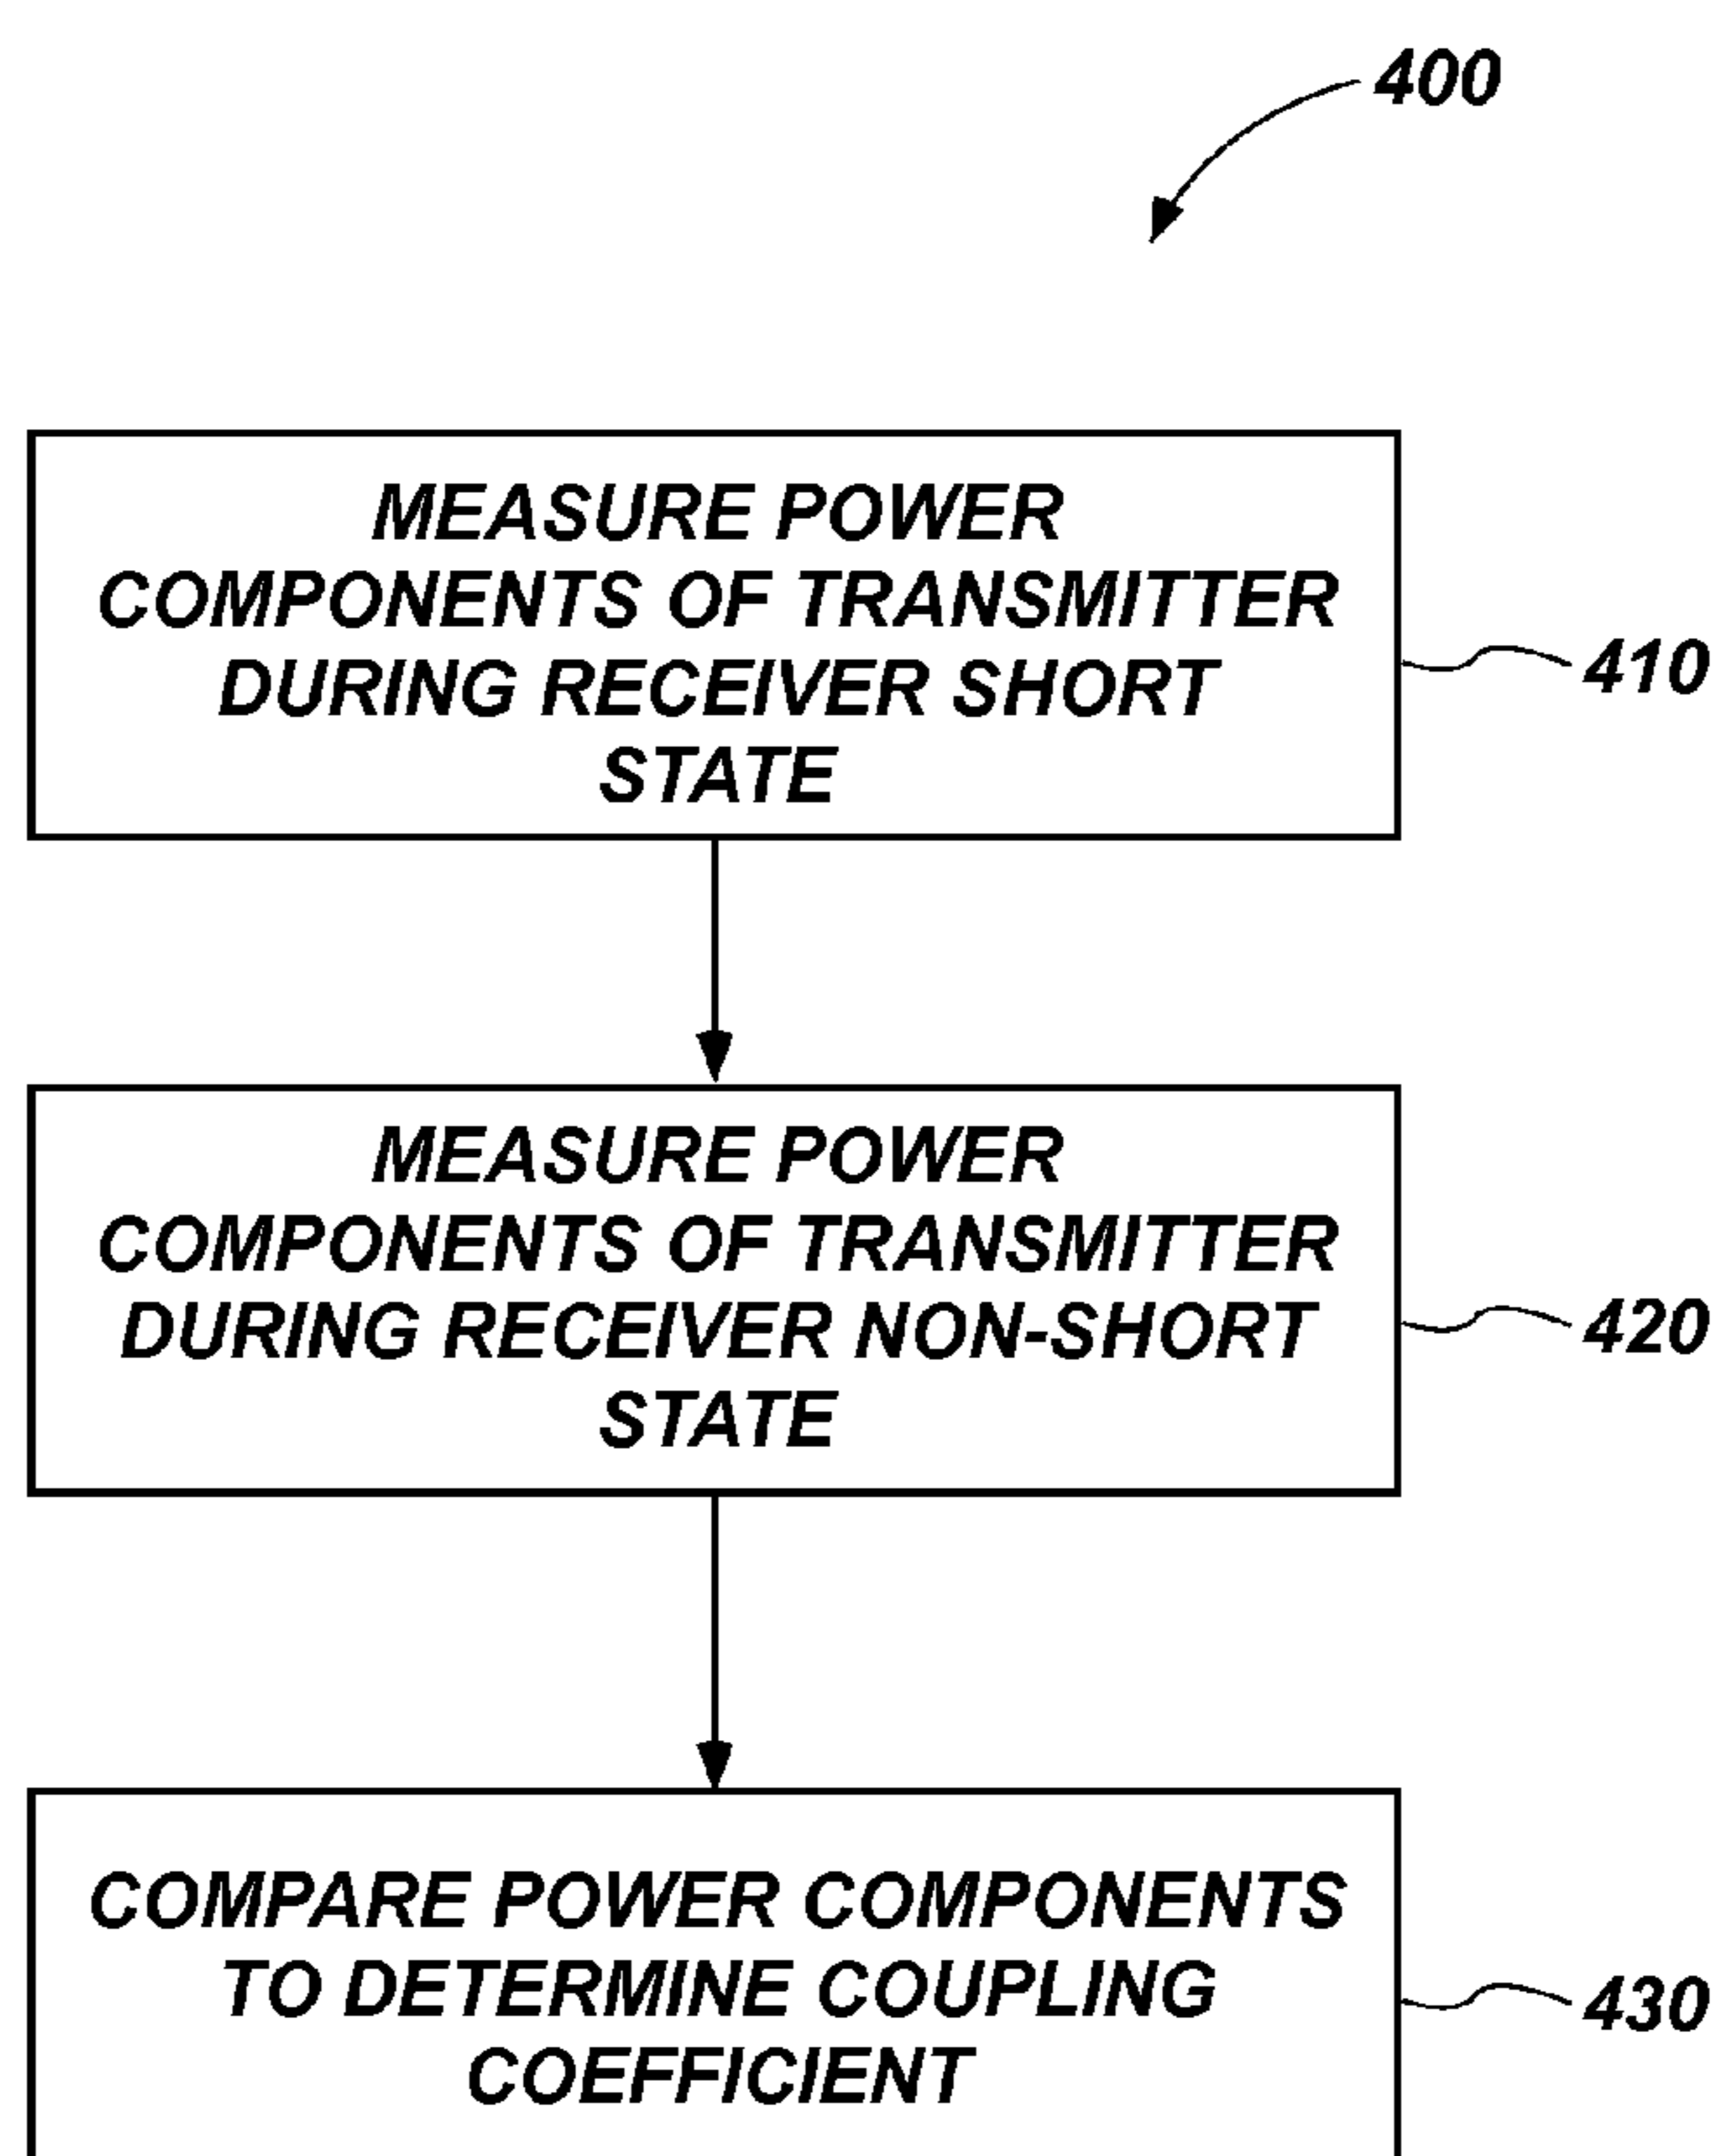 400
MEASURE POWER
COMPONENTS OF TRANSMITTER
DURING RECEIVER SHORT
STATE
410
MEASURE POWER
COMPONENTS OF TRANSMITTER
DURING RECEIVER NON-SHORT
STATE
420
COMPARE POWER COMPONENTS
TO DETERMINE COUPLING
COEFFICIENT
430